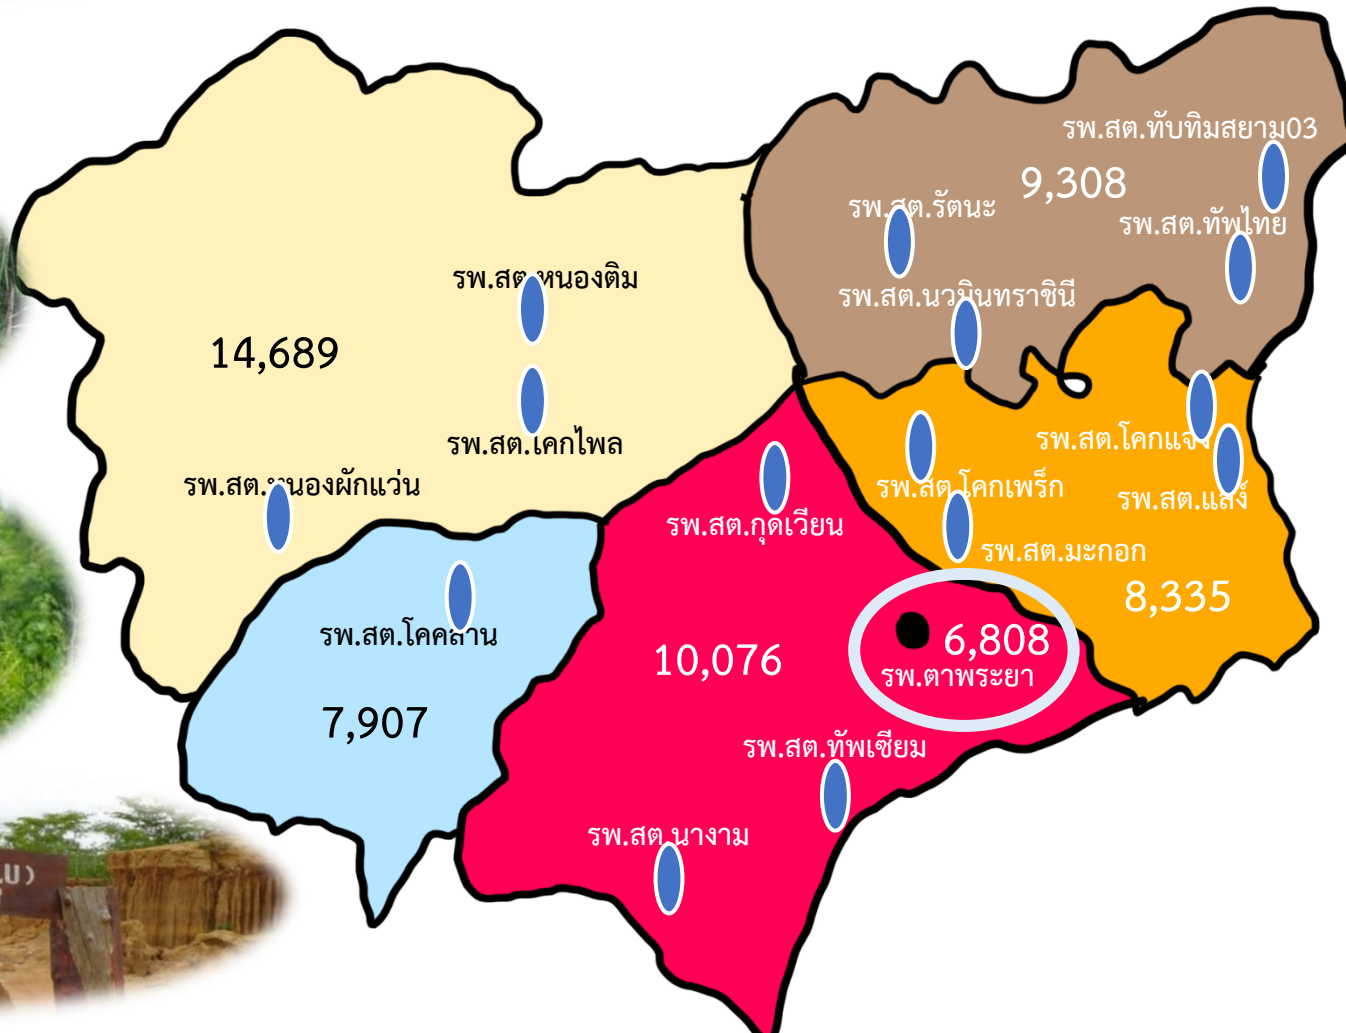 รพ.สต.ทับทิมสยาม03
9,308
รพ.สต.รัตนะ
รพ.สต.ทัพไทย
รพ.สต.หนองติม
รพ.สต.นวมินทราชินี
14,689
รพ.สต.โคกไพล
รพ.สต.โคกแจง
รพ.สต.หนองผักแว่น
รพ.สต.โคกเพร็ก
รพ.สต.แสง์
รพ.สต.กุดเวียน
รพ.สต.มะกอก
8,335
รพ.สต.โคคลาน
6,808
10,076
รพ.ตาพระยา
7,907
รพ.สต.ทัพเซียม
รพ.สต.นางาม
LU)